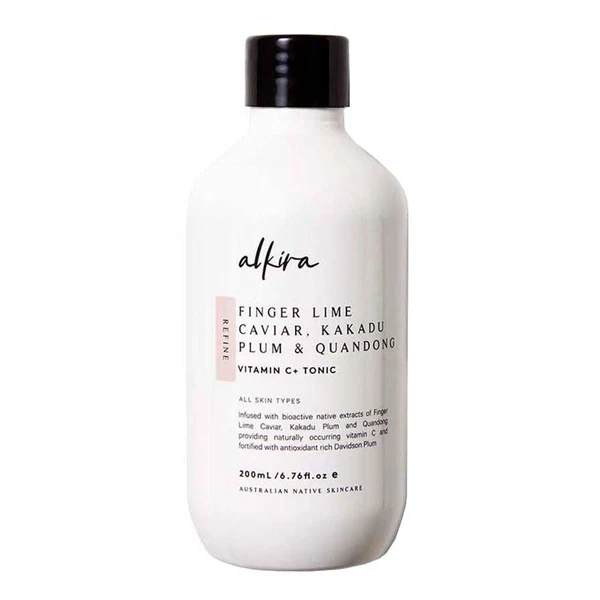 alkira
REFINE
FINGER LIME
CAVIAR, KAKADU
PLUM & QUANDONG
VITAMIN C+ TONIC
ALL SKIN TYPES
Infused with bioactive native extracts of Finger
Lime Caviar, Kakadu Plum and Quandong
providing naturally occurring vitamin C and
fortified with antioxidant rich Davidson Plum
200mL/6.76fl.oz e
AUSTRALIAN NATIVE SKINCARE